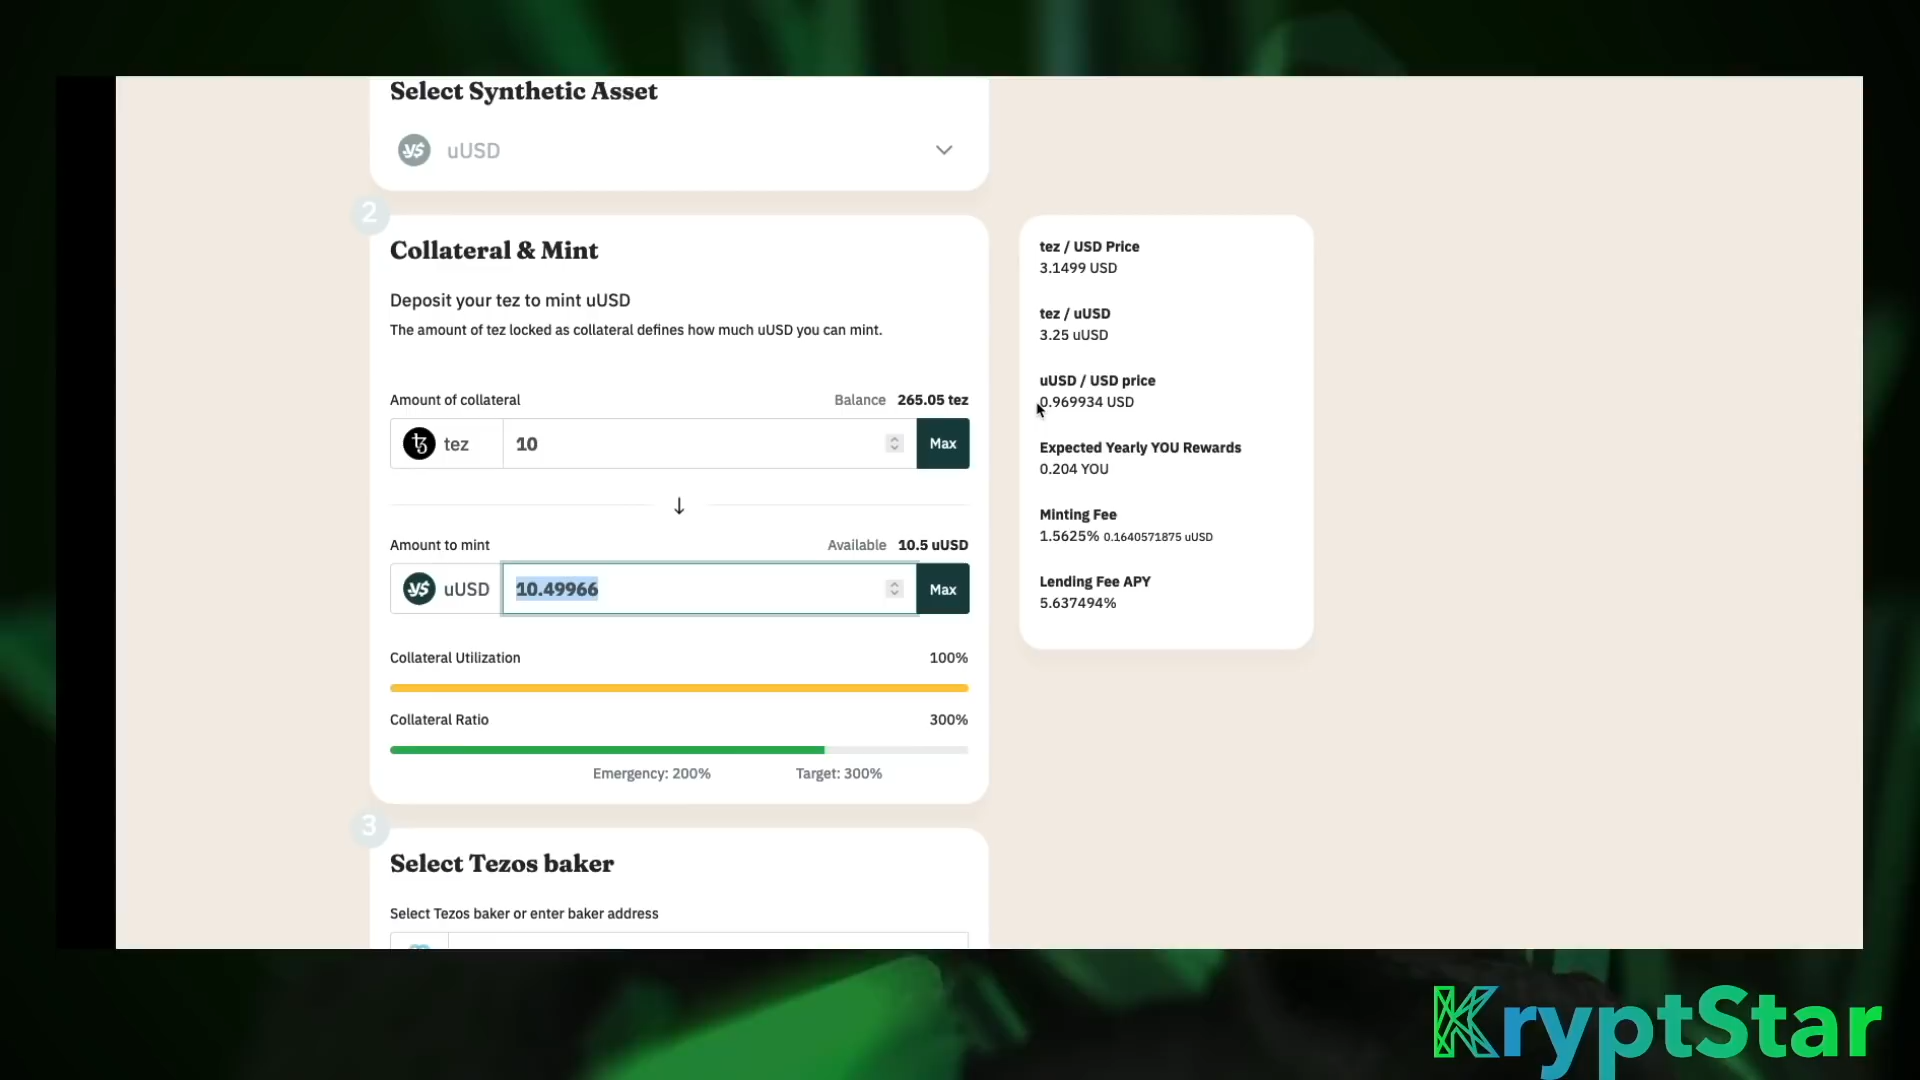 Select Synthetic Asset
uUSD
2
Collateral & Mint
Deposit your tez to mint uUSD
The amount of tez locked as collateral defines how much uUSD you can mint.
Amount of collateral
Balance 265.05 tez
tez 10 Max
↓
Amount to mint
Available 10.5 uUSD
uUSD 10.49966 Max
Collateral Utilization 100%
Collateral Ratio 300%
Emergency: 200% Target: 300%
tez / USD Price
3.1499 USD
tez / uUSD
3.25 uUSD
uUSD / USD price
0.969934 USD
Expected Yearly YOU Rewards
0.204 YOU
Minting Fee
1.5625% 0.1640571875 uUSD
Lending Fee APY
5.637494%
3
Select Tezos baker
Select Tezos baker or enter baker address
KryptStar